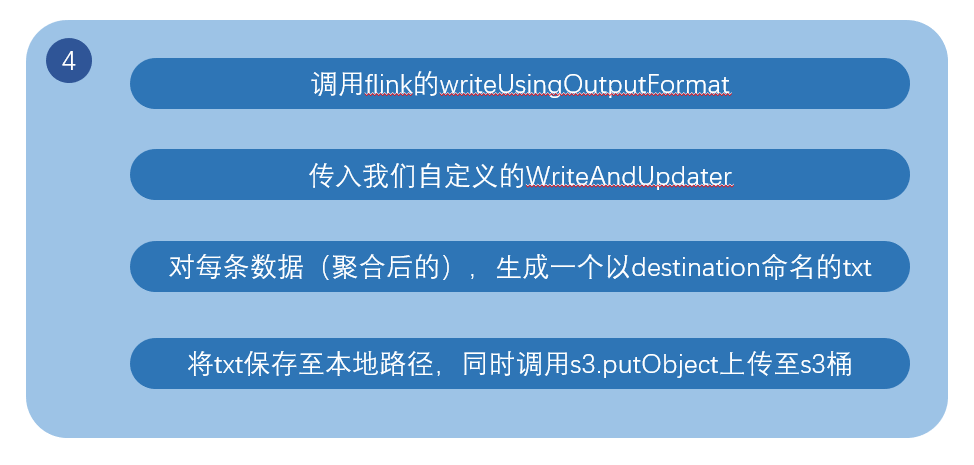 4
调用flink的writeUsingOutputFormat
传入我们自定义的WriteAndUpdater
对每条数据（聚合后的），生成一个以destination命名的txt
将txt保存至本地路径，同时调用s3.putObject上传至s3桶